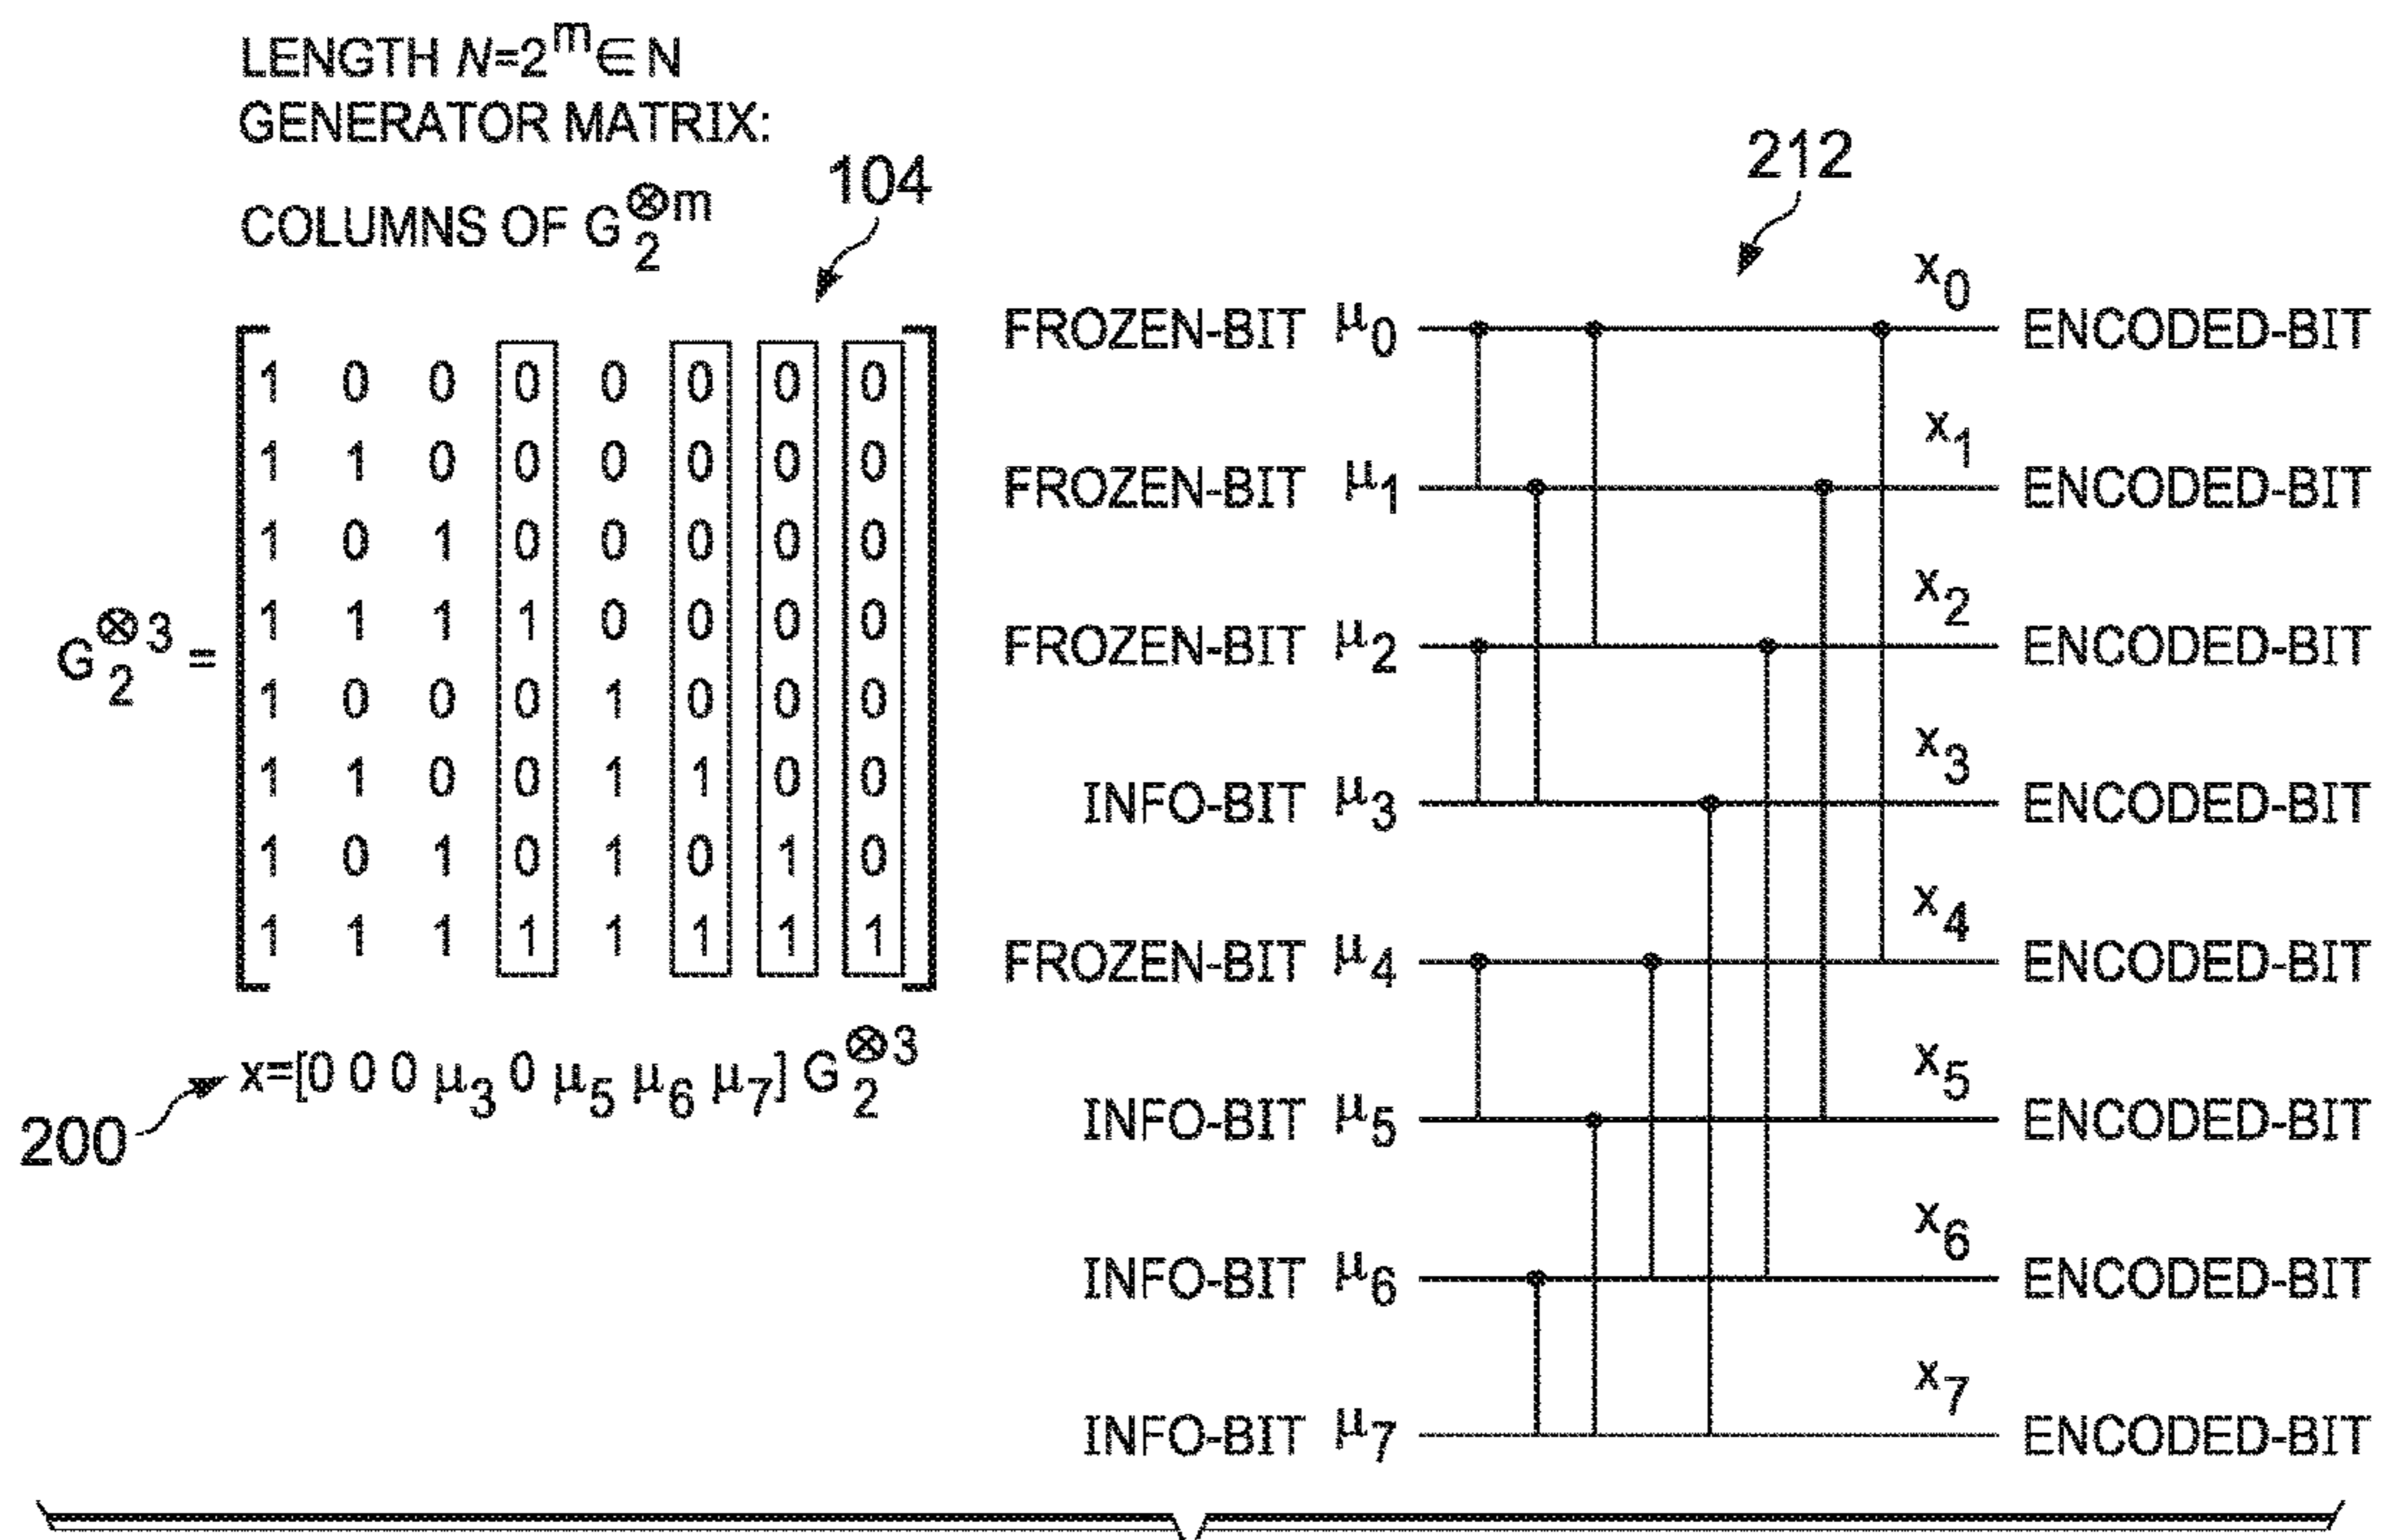 LENGTH N=2^m∈N
GENERATOR MATRIX:
COLUMNS OF G_2^⊗m
104
G_2^⊗3 =
1 0 0 0 0 0 0 0
1 1 0 0 0 0 0 0
1 0 1 0 0 0 0 0
1 1 1 1 0 0 0 0
1 0 0 0 1 0 0 0
1 1 0 0 1 1 0 0
1 0 1 0 1 0 1 0
1 1 1 1 1 1 1 1
x=[0 0 0 μ_3 0 μ_5 μ_6 μ_7] G_2^⊗3
200
212
FROZEN-BIT μ_0 x_0 ENCODED-BIT
FROZEN-BIT μ_1 x_1 ENCODED-BIT
FROZEN-BIT μ_2 x_2 ENCODED-BIT
INFO-BIT μ_3 x_3 ENCODED-BIT
FROZEN-BIT μ_4 x_4 ENCODED-BIT
INFO-BIT μ_5 x_5 ENCODED-BIT
INFO-BIT μ_6 x_6 ENCODED-BIT
INFO-BIT μ_7 x_7 ENCODED-BIT